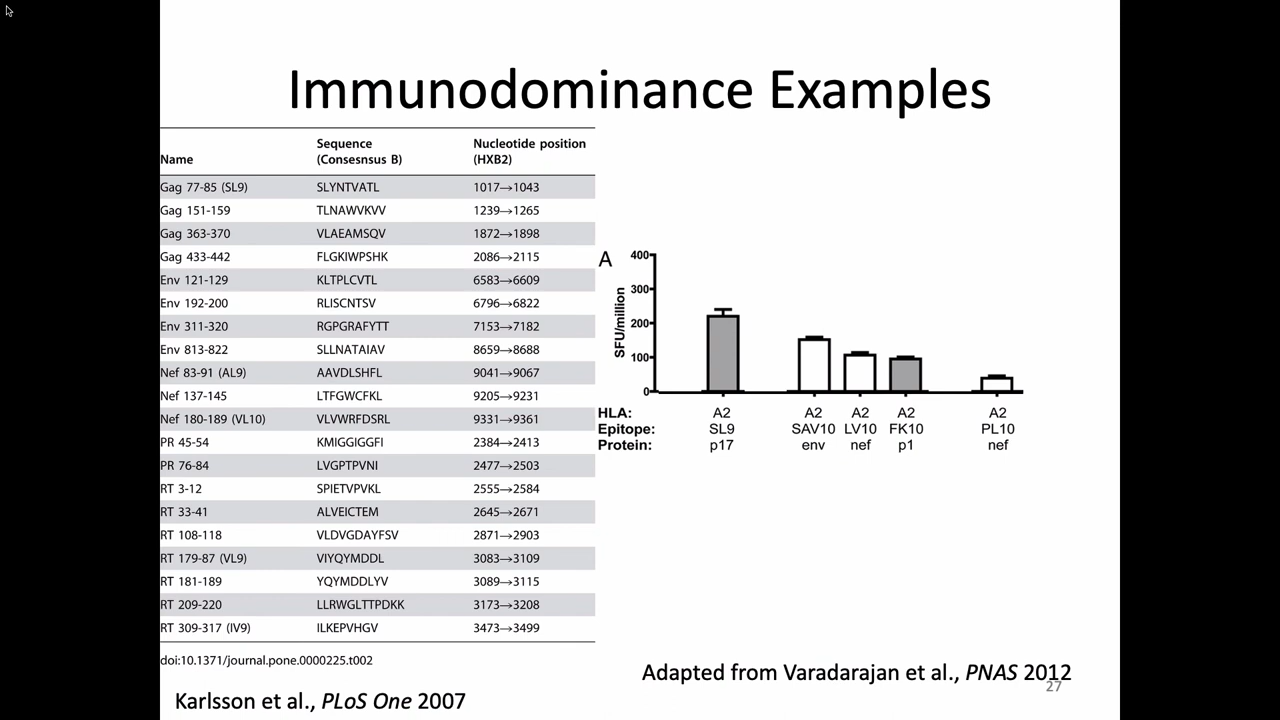 Immunodominance Examples
Name Sequence (Consesnsus B) Nucleotide position (HXB2)
Gag 77-85 (SL9) SLYNTVATL 1017→1043
Gag 151-159 TLNAWVKVV 1239→1265
Gag 363-370 VLAEAMSQV 1872→1898
Gag 433-442 FLGKIWPSHK 2086→2115
Env 121-129 KLTPLCVTL 6583→6609
Env 192-200 RLISCNTSV 6796→6822
Env 311-320 RGPGRAFYTT 7153→7182
Env 813-822 SLLNATAIAV 8659→8688
Nef 83-91 (AL9) AAVDLSHFL 9041→9067
Nef 137-145 LTFGWCFKL 9205→9231
Nef 180-189 (VL10) VLVWRFDSRL 9331→9361
PR 45-54 KMIGGIGGFI 2384→2413
PR 76-84 LVGPTPVNI 2477→2503
RT 3-12 SPIETVPVKL 2555→2584
RT 33-41 ALVEICTEM 2645→2671
RT 108-118 VLDVGDAYFSV 2871→2903
RT 179-87 (VL9) VIYQYMDDL 3083→3109
RT 181-189 YQYMDDLYV 3089→3115
RT 209-220 LLRWGLTTPDKK 3173→3208
RT 309-317 (IV9) ILKEPVHGV 3473→3499
doi:10.1371/journal.pone.0000225.t002
Karlsson et al., PLoS One 2007
A
SFU/million
400
300
200
100
0
HLA: A2 A2 A2 A2 A2
Epitope: SL9 SAV10 LV10 FK10 PL10
Protein: p17 env nef p1 nef
Adapted from Varadarajan et al., PNAS 2012
27